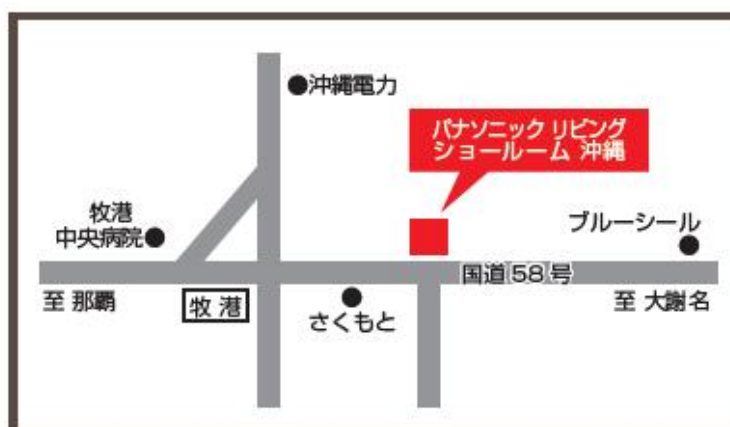 沖縄電力
パナソニック リビング
ショールーム 沖縄
牧港
中央病院
ブルーシール
国道58号
至 那覇
牧港
さくもと
至 大謝名